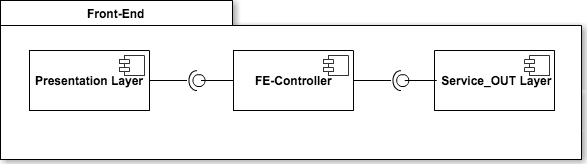 Front-End
Presentation Layer
FE-Controller
Service_OUT Layer